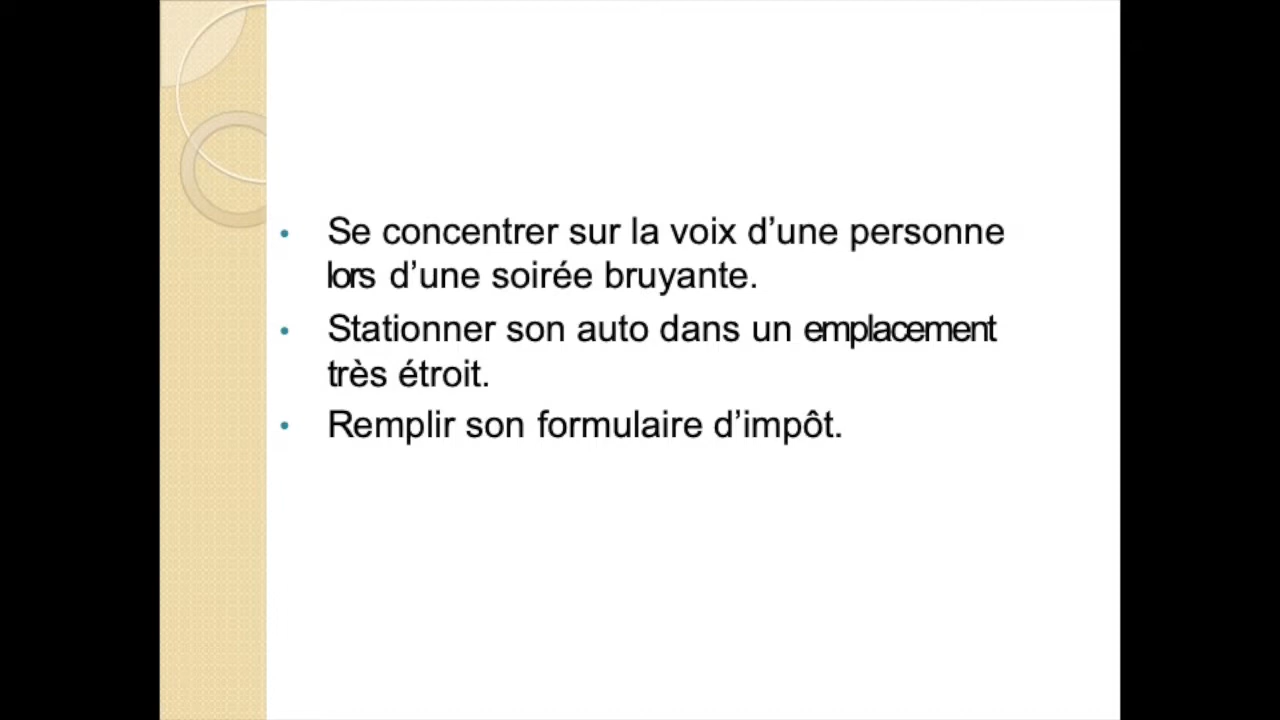 • Se concentrer sur la voix d’une personne
lors d’une soirée bruyante.
• Stationner son auto dans un emplacement
très étroit.
• Remplir son formulaire d’impôt.